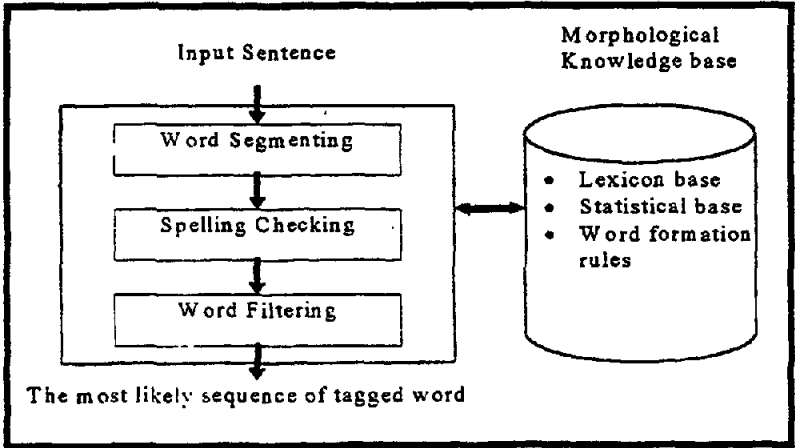 Input Sentence
Morphological
Knowledge base
Word Segmenting
Spelling Checking
Word Filtering
• Lexicon base
• Statistical base
• Word formation
rules
The most likely sequence of tagged word